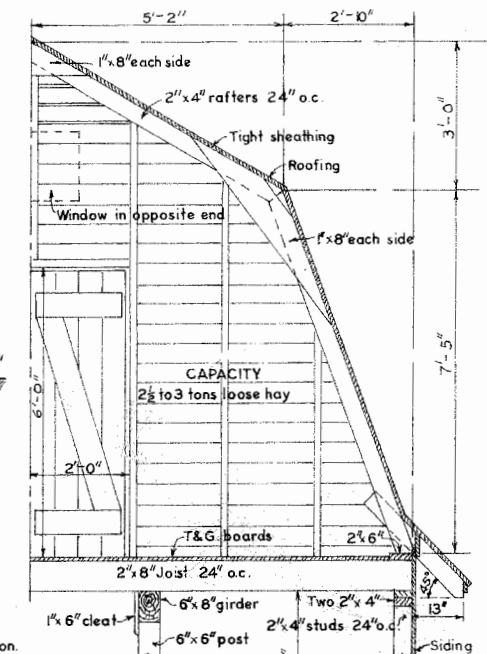 5'-2"
2'-10"
1"x8" each side
2"x4" rafters 24" o.c.
3'-0"
Tight sheathing
Roofing
Window in opposite end
1"x8" each side
7'-5"
CAPACITY
2½ to 3 tons loose hay
6'-0"
2'-0"
T&G boards
2"x6"
2"x8" Joist 24" o.c.
45°
6"x8" girder
Two 2"x4"
13"
1"x6" cleat
2"x4" studs 24" o.c.
6"x6" post
Siding
on.